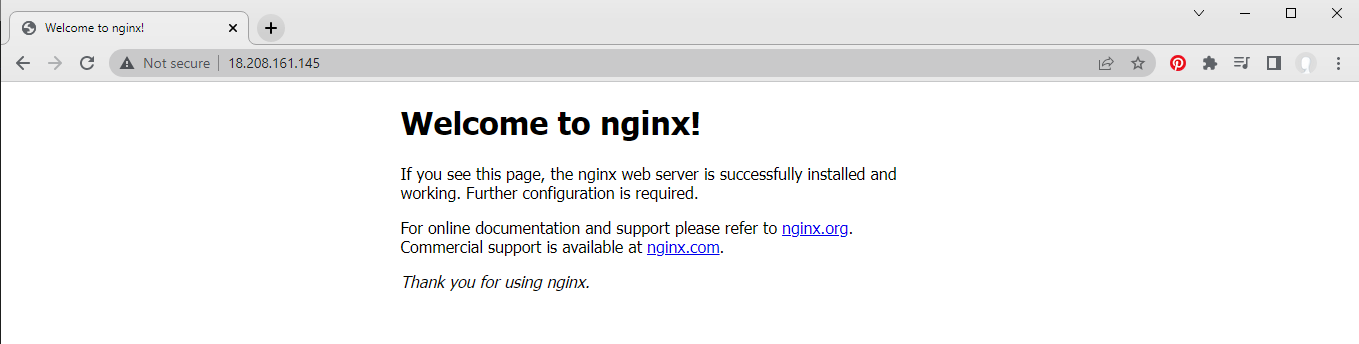 Welcome to nginx!
Not secure | 18.208.161.145
Welcome to nginx!
If you see this page, the nginx web server is successfully installed and
working. Further configuration is required.
For online documentation and support please refer to nginx.org.
Commercial support is available at nginx.com.
Thank you for using nginx.